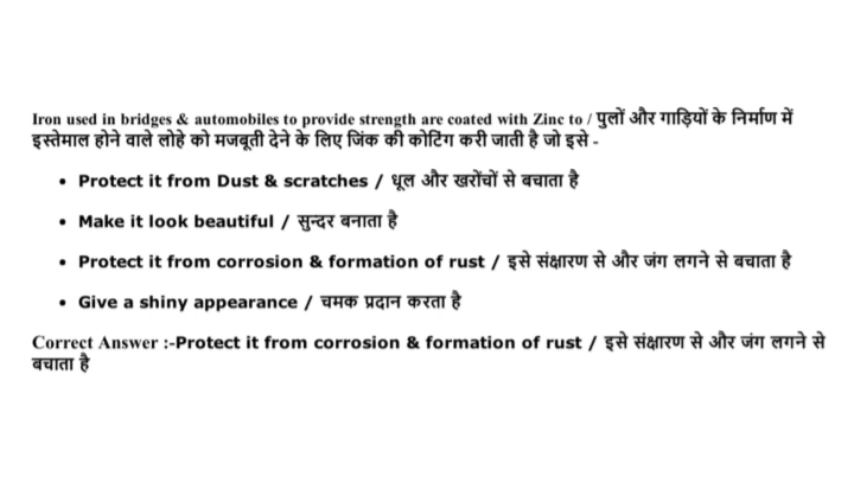 Iron used in bridges & automobiles to provide strength are coated with Zinc to / पुलों और गाड़ियों के निर्माण में
इस्तेमाल होने वाले लोहे को मजबूती देने के लिए जिंक की कोटिंग करी जाती है जो इसे -
• Protect it from Dust & scratches / धूल और खरोंचों से बचाता है
• Make it look beautiful / सुन्दर बनाता है
• Protect it from corrosion & formation of rust / इसे संक्षारण से और जंग लगने से बचाता है
• Give a shiny appearance / चमक प्रदान करता है
Correct Answer :-Protect it from corrosion & formation of rust / इसे संक्षारण से और जंग लगने से
बचाता है